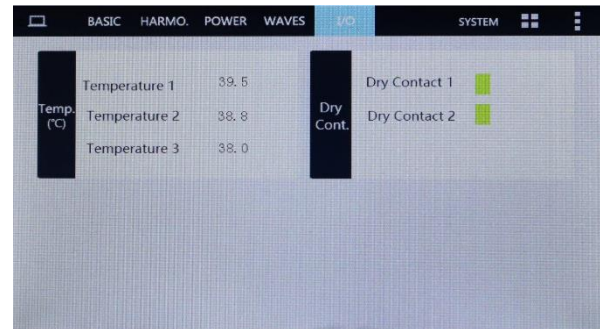 BASIC HARMO. POWER WAVES I/O SYSTEM
Temp.
(℃)
Temperature 1 39.5
Temperature 2 38.8
Temperature 3 38.0
Dry
Cont.
Dry Contact 1
Dry Contact 2